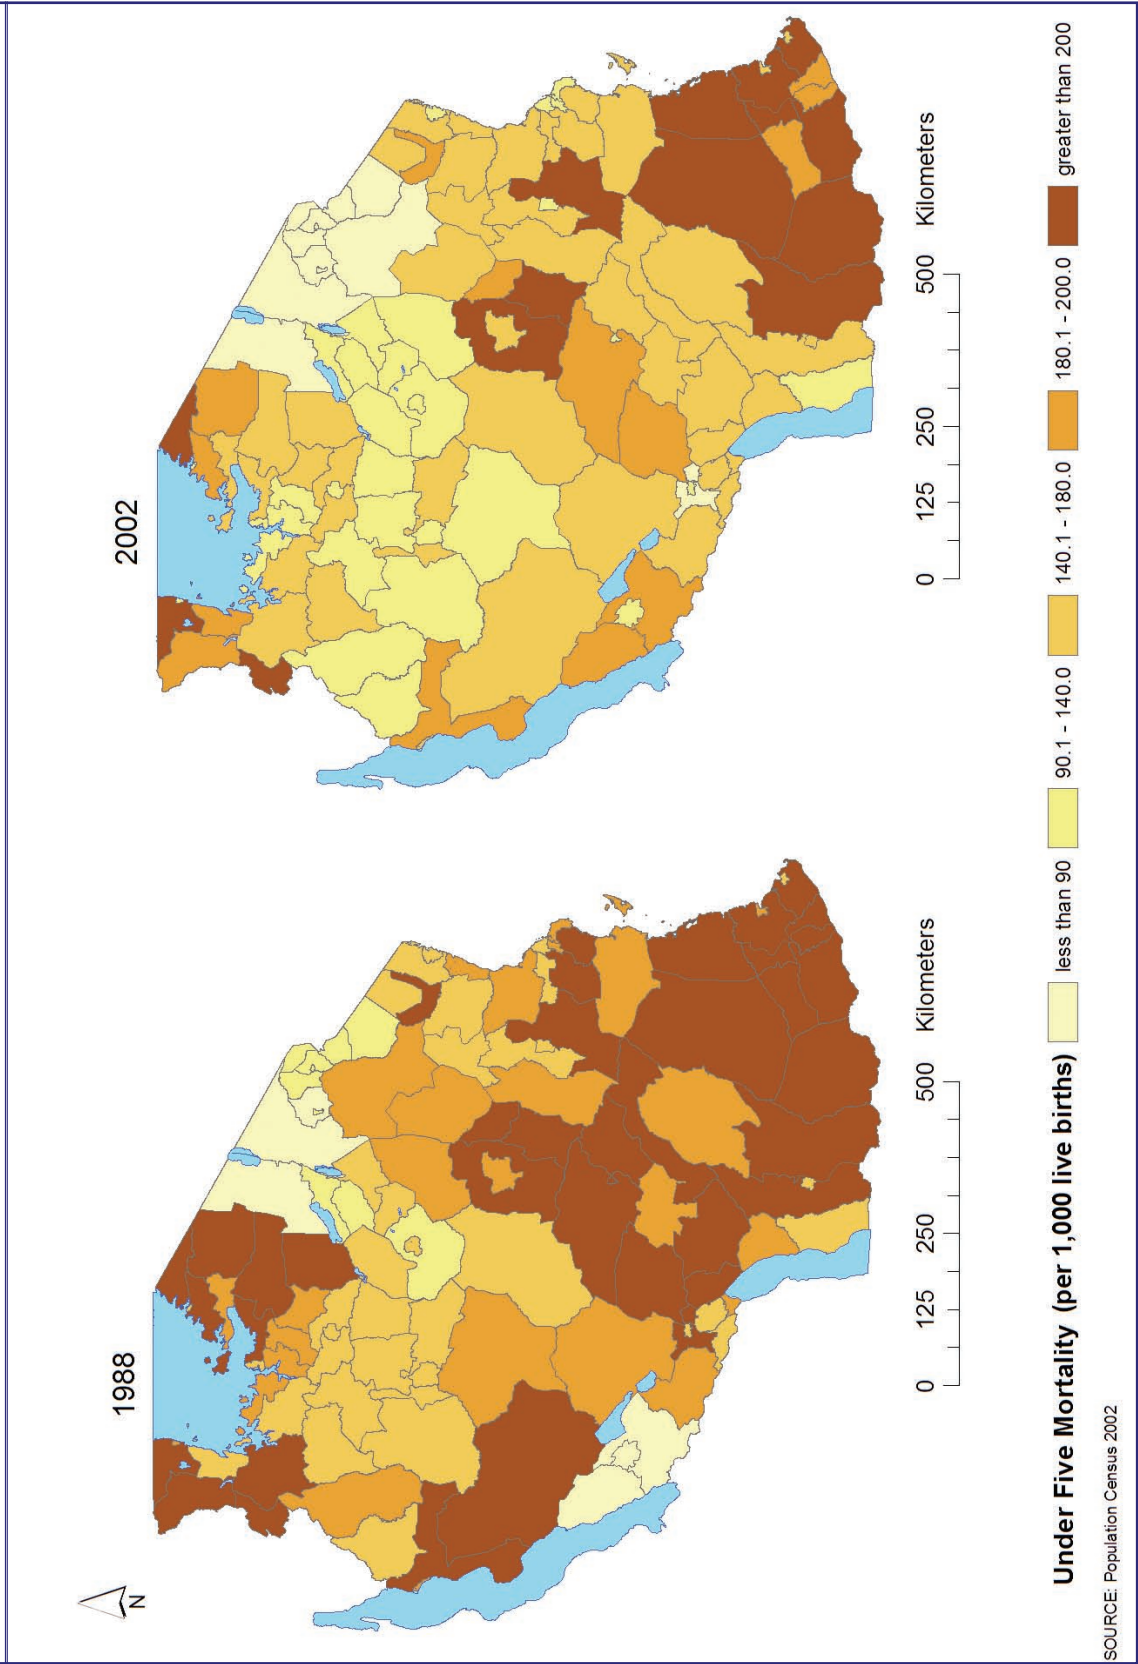 1988
2002
N
0 125 250 500 Kilometers
0 125 250 500 Kilometers
Under Five Mortality (per 1,000 live births) less than 90 90.1 - 140.0 140.1 - 180.0 180.1 - 200.0 greater than 200
SOURCE: Population Census 2002